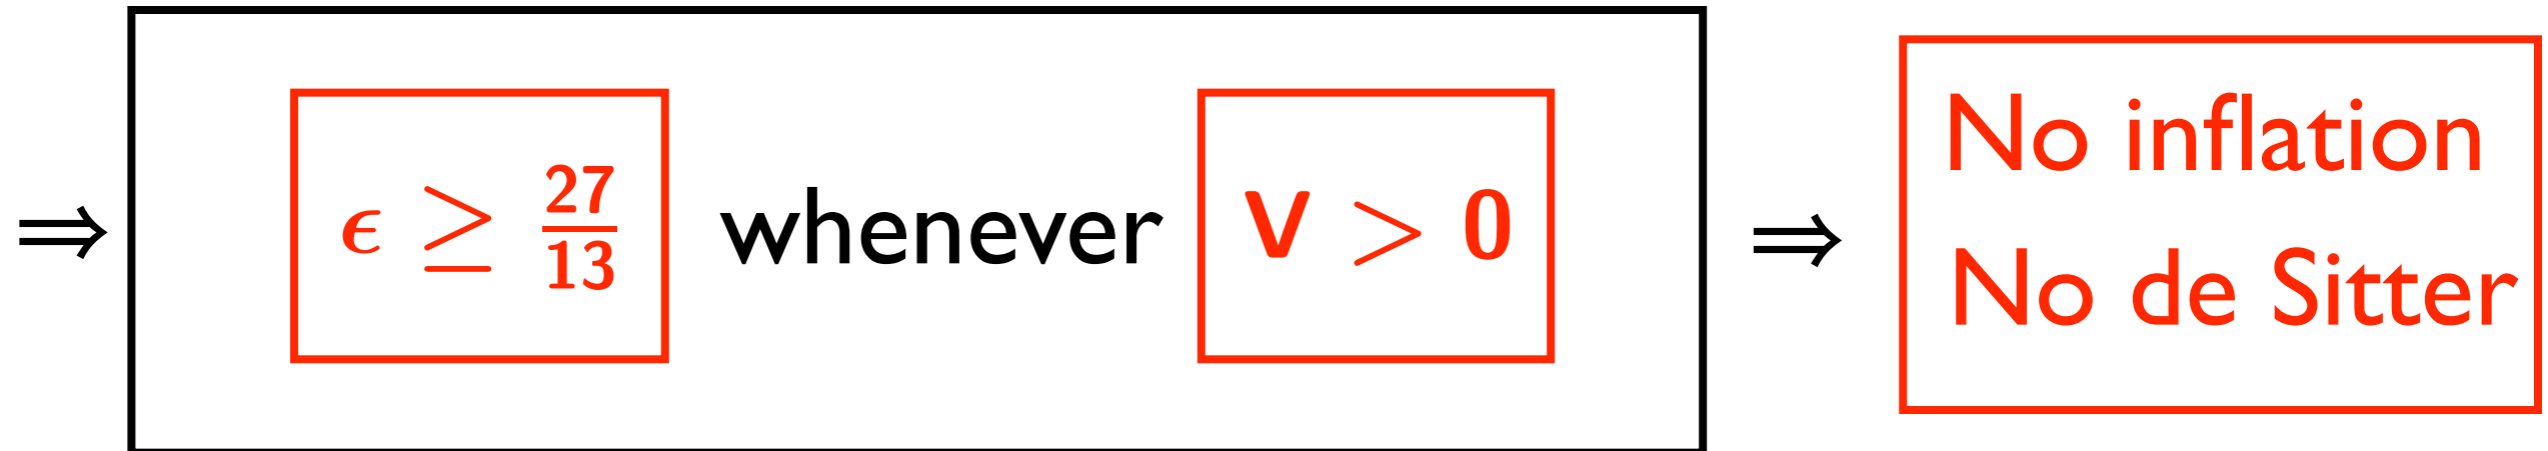 ⇒ ϵ ≥ 27/13 whenever V > 0 ⇒
No inflation
No de Sitter